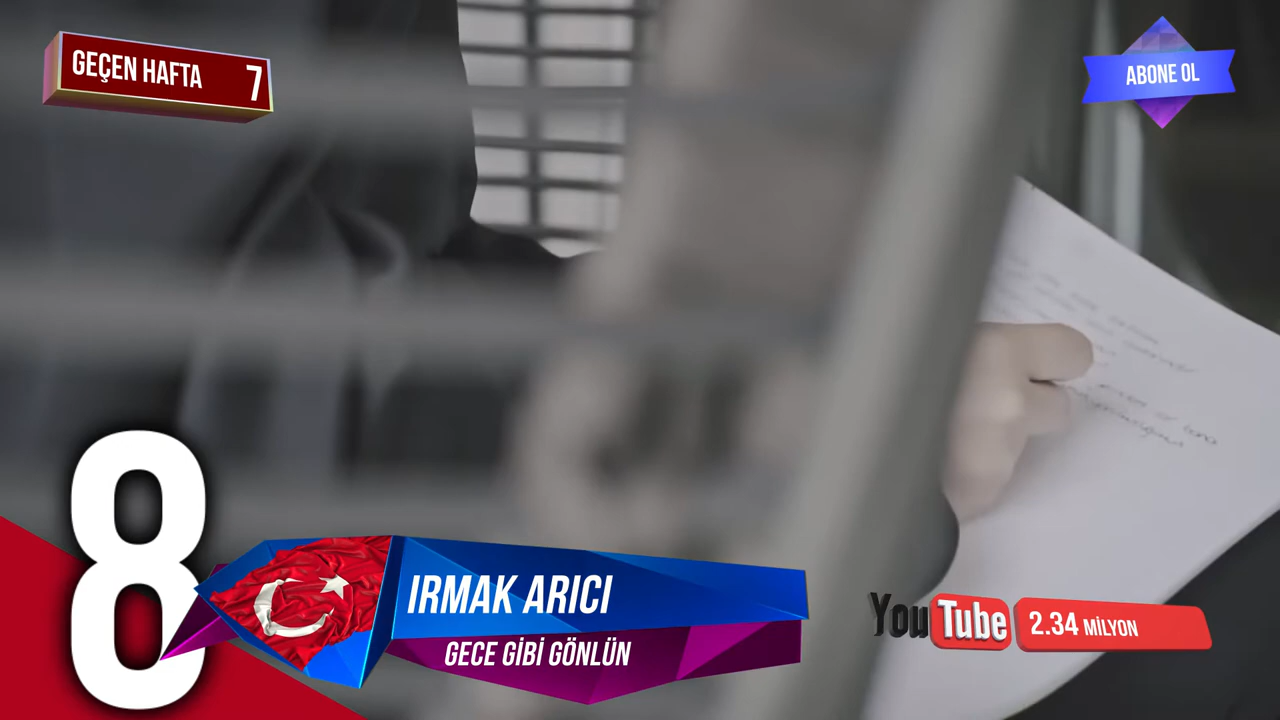 GEÇEN HAFTA 7
ABONE OL
8
IRMAK ARICI
GECE GİBİ GÖNLÜN
YouTube 2.34 MİLYON